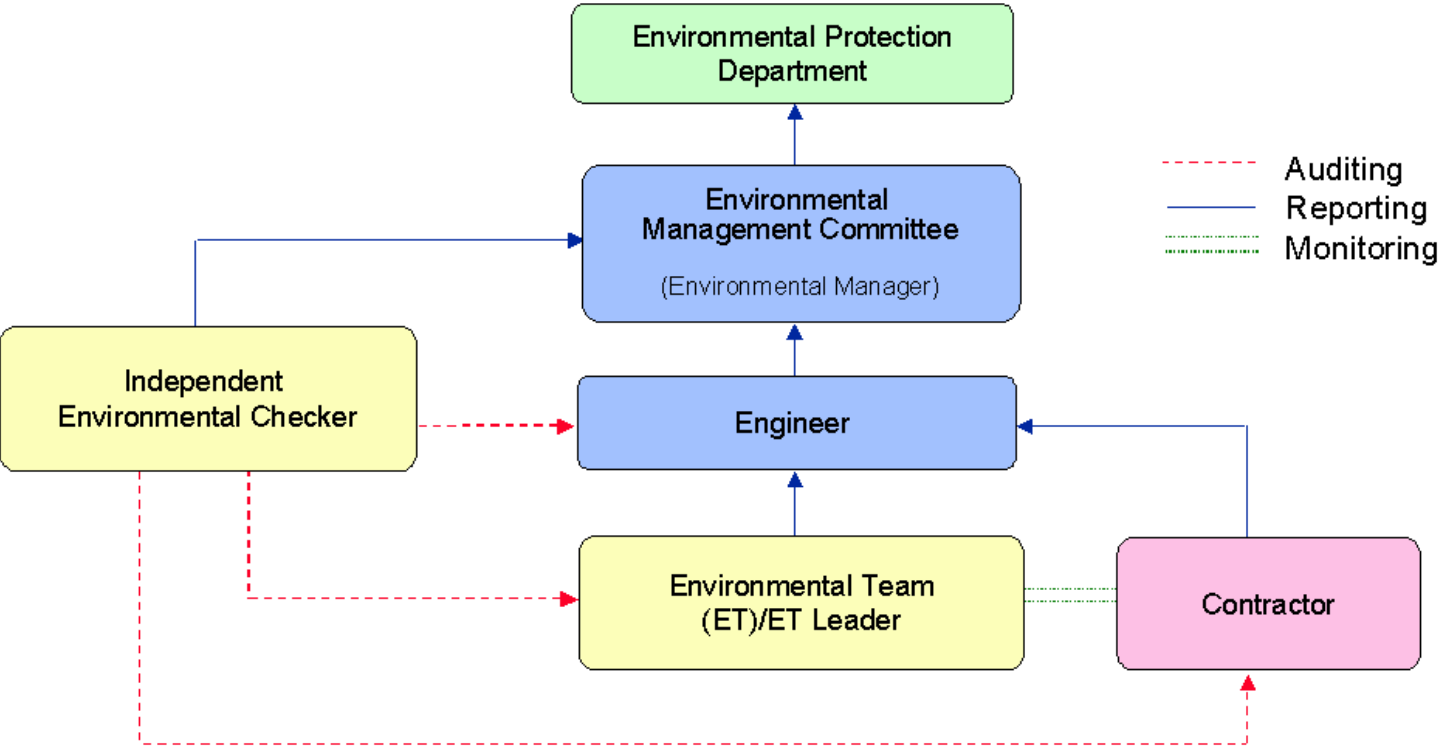 Environmental Protection
Department
Auditing
Reporting
Monitoring
Environmental
Management Committee
(Environmental Manager)
Independent
Environmental Checker
Engineer
Environmental Team
(ET)/ET Leader
Contractor